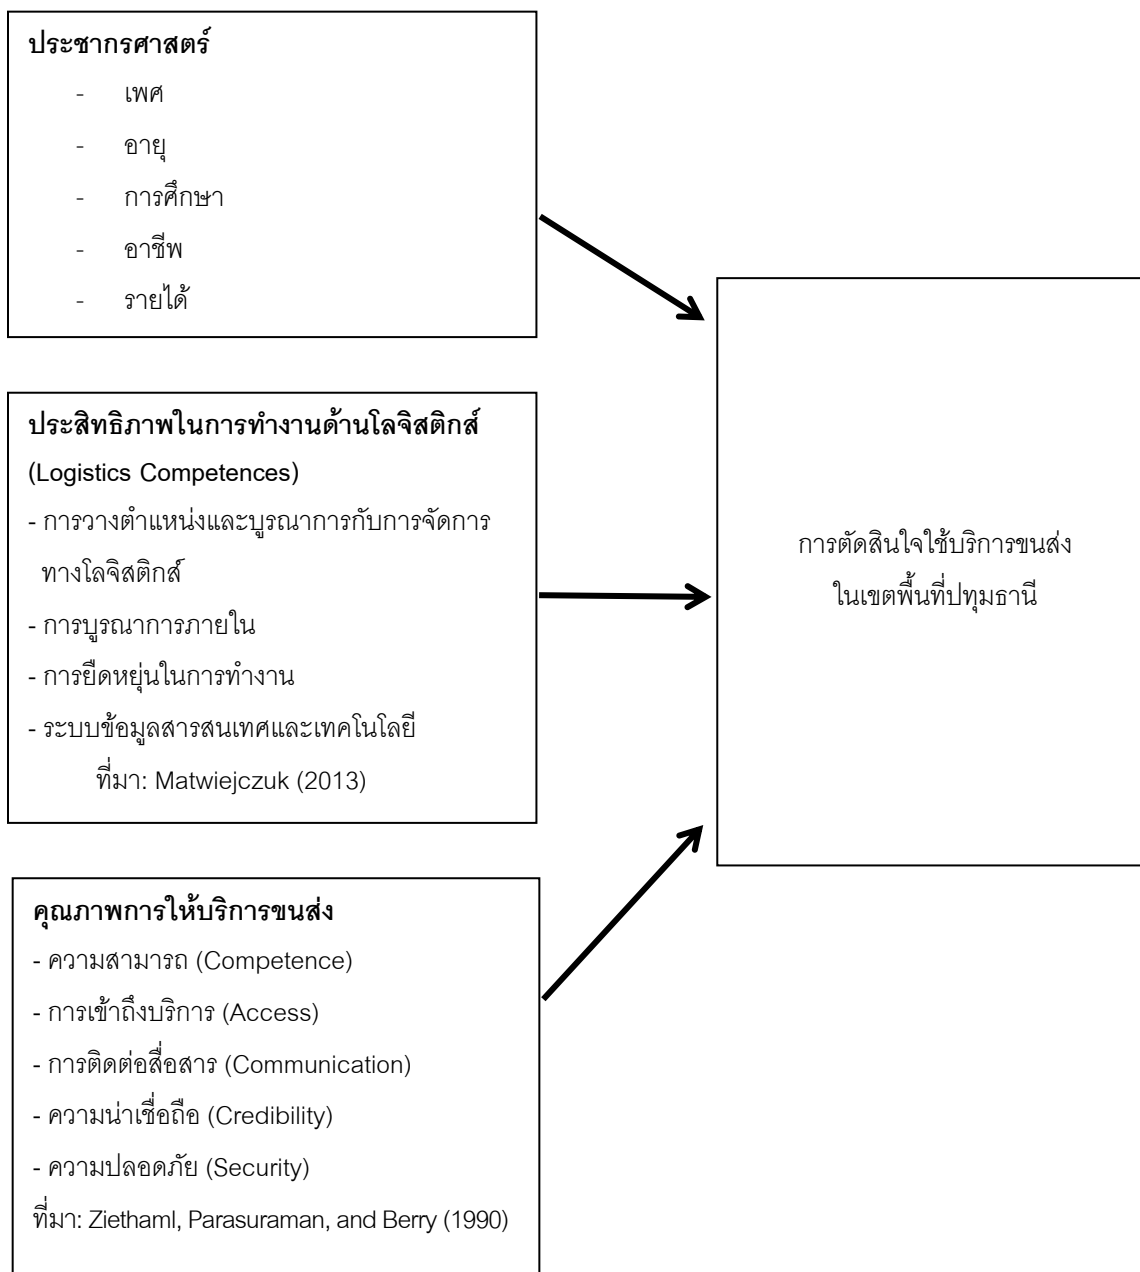 ประชากรศาสตร์
- เพศ
- อายุ
- การศึกษา
- อาชีพ
- รายได้
ประสิทธิภาพในการทำงานด้านโลจิสติกส์
(Logistics Competences)
- การวางตำแหน่งและบูรณาการกับการจัดการ
ทางโลจิสติกส์
- การบูรณาการภายใน
- การยืดหยุ่นในการทำงาน
- ระบบข้อมูลสารสนเทศและเทคโนโลยี
ที่มา: Matwiejczuk (2013)
คุณภาพการให้บริการขนส่ง
- ความสามารถ (Competence)
- การเข้าถึงบริการ (Access)
- การติดต่อสื่อสาร (Communication)
- ความน่าเชื่อถือ (Credibility)
- ความปลอดภัย (Security)
ที่มา: Ziethaml, Parasuraman, and Berry (1990)
การตัดสินใจใช้บริการขนส่ง
ในเขตพื้นที่ปทุมธานี